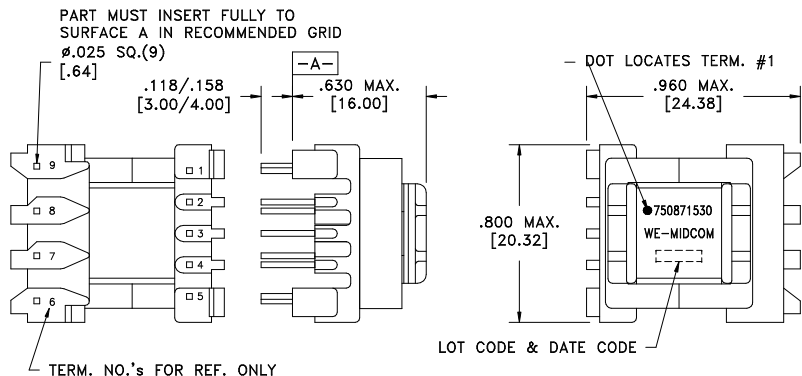 PART MUST INSERT FULLY TO
SURFACE A IN RECOMMENDED GRID
ø.025 SQ.(9)
[.64]
.118/.158
[3.00/4.00]
-A-
.630 MAX.
[16.00]
DOT LOCATES TERM. #1
.960 MAX.
[24.38]
9
8
7
6
1
2
3
4
5
.800 MAX.
[20.32]
750871530
WE-MIDCOM
LOT CODE & DATE CODE
TERM. NO.'s FOR REF. ONLY